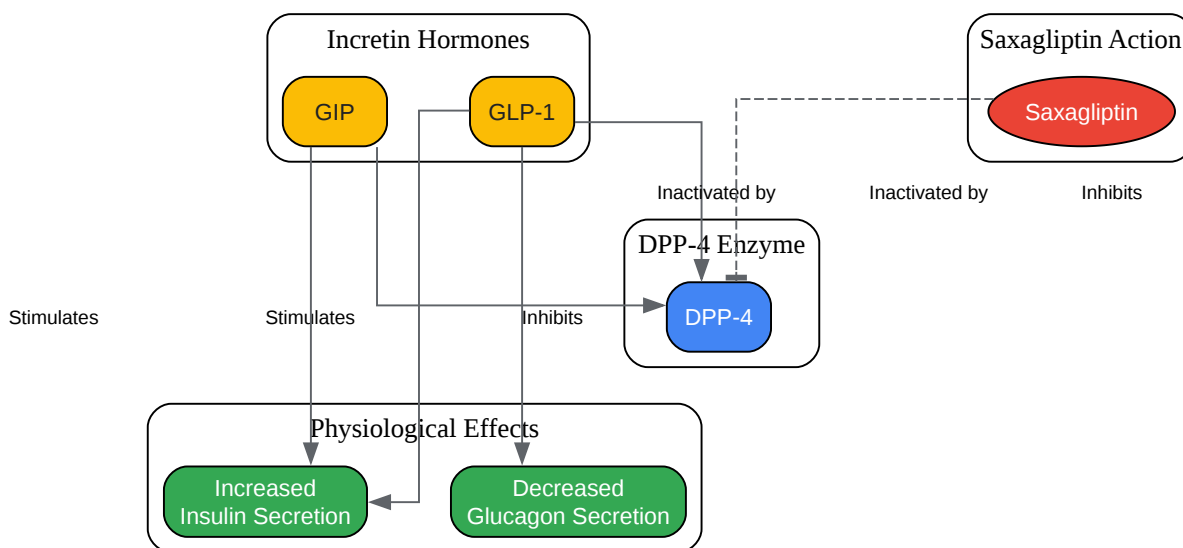 Incretin Hormones
Saxagliptin Action
GIP
GLP-1
Saxagliptin
Inactivated by
Inactivated by
Inhibits
DPP-4 Enzyme
DPP-4
Stimulates
Stimulates
Inhibits
Physiological Effects
Increased
Insulin Secretion
Decreased
Glucagon Secretion